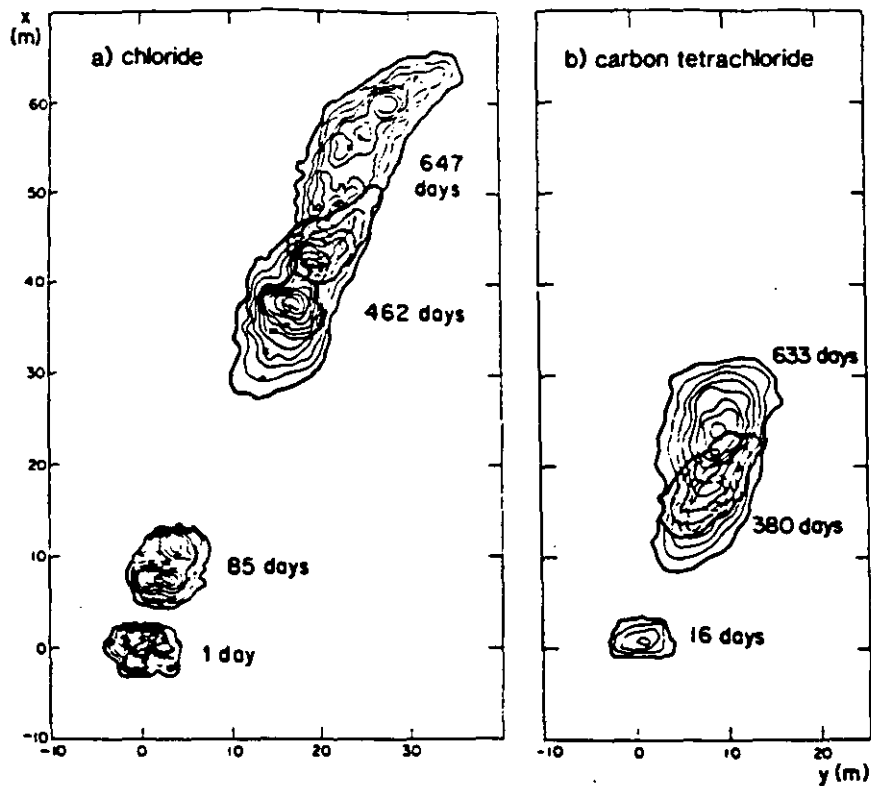 x
(m)
a) chloride
b) carbon tetrachloride
60
50
40
30
20
10
0
-10
647
days
462 days
85 days
1 day
633 days
380 days
16 days
0
10
20
30
-10
0
10
20
y (m)